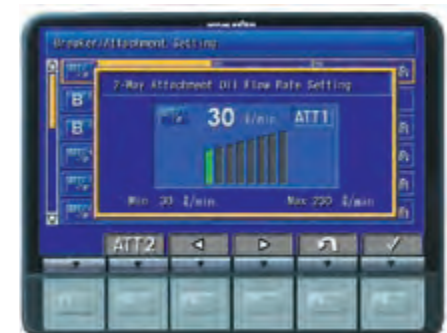 Breaker/Attachment Setting
2-Way Attachment Oil Flow Rate Setting
30 ℓ/min ATT1
B
B
Min 30 ℓ/min Max 230 ℓ/min
ATT2